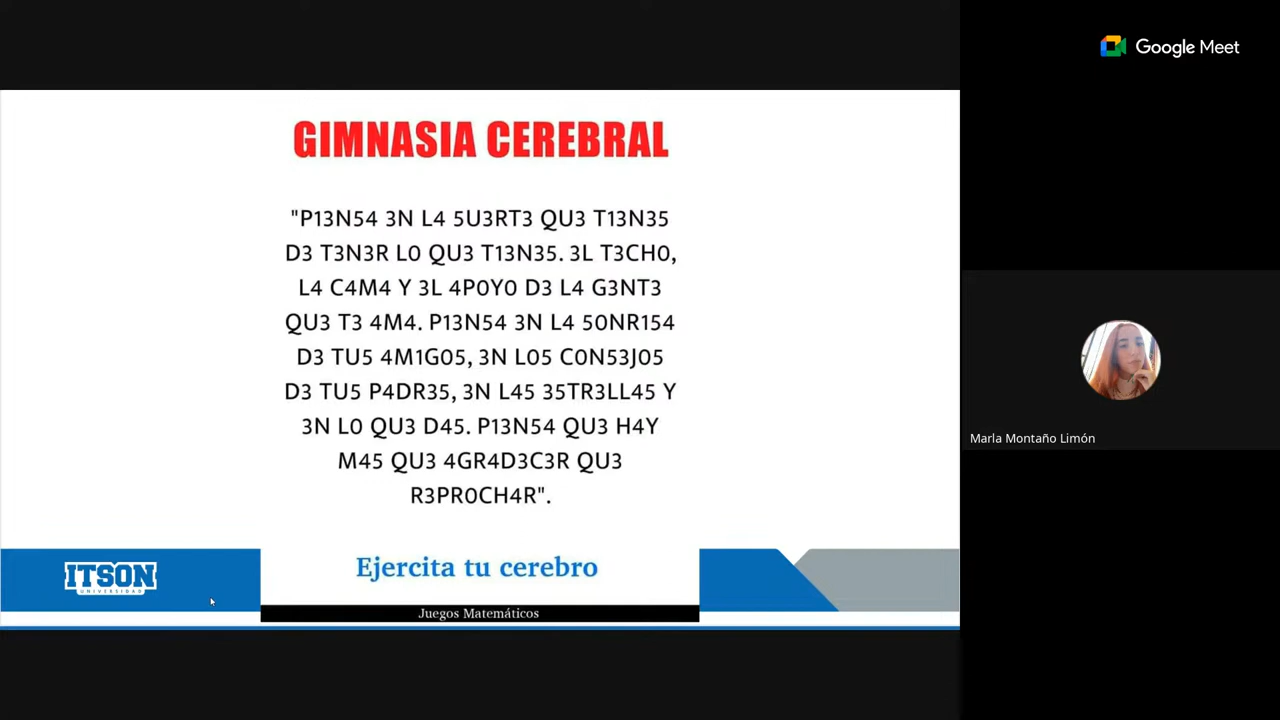 Google Meet
GIMNASIA CEREBRAL
"P13N54 3N L4 5U3RT3 QU3 T13N35
D3 T3N3R L0 QU3 T13N35. 3L T3CH0,
L4 C4M4 Y 3L 4P0Y0 D3 L4 G3NT3
QU3 T3 4M4. P13N54 3N L4 50NR154
D3 TU5 4M1G05, 3N L05 C0N53J05
D3 TU5 P4DR35, 3N L45 35TR3LL45 Y
3N L0 QU3 D45. P13N54 QU3 H4Y
M45 QU3 4GR4D3C3R QU3
R3PR0CH4R".
Marla Montaño Limón
Ejercita tu cerebro
ITSON
UNIVERSIDAD
Juegos Matemáticos